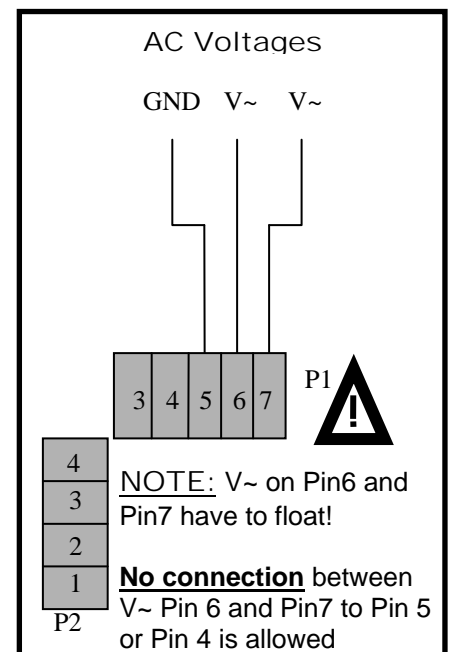 AC Voltages
GND V~ V~
3 4 5 6 7
P1
!
4
3
2
1
P2
NOTE: V~ on Pin6 and
Pin7 have to float!
No connection between
V~ Pin 6 and Pin7 to Pin 5
or Pin 4 is allowed